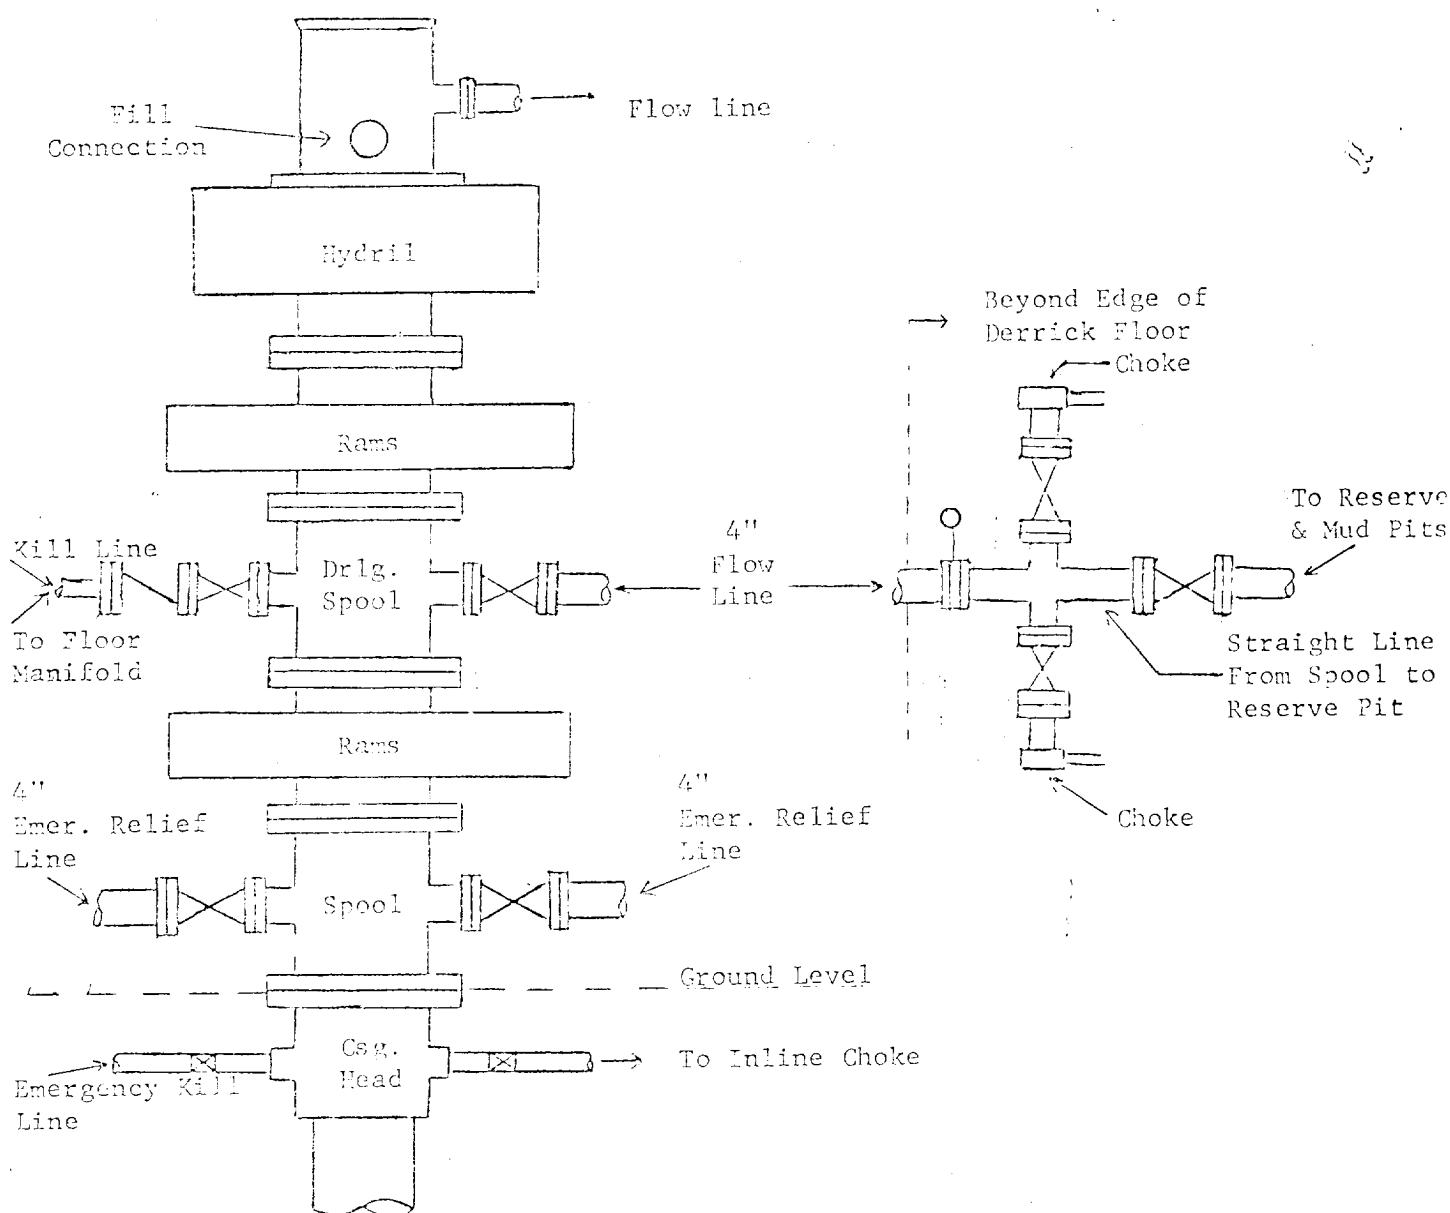 Flow line
Fill
Connection
Hydril
Beyond Edge of
Derrick Floor
Choke
Rams
To Reserve
& Mud Pits
Kill Line
Drlg.
Spool
4"
Flow
Line
To Floor
Manifold
Straight Line
From Spool to
Reserve Pit
Rams
4"
Emer. Relief
Line
4"
Emer. Relief
Line
Choke
Spool
Ground Level
Csg.
Head
To Inline Choke
Emergency Kill
Line